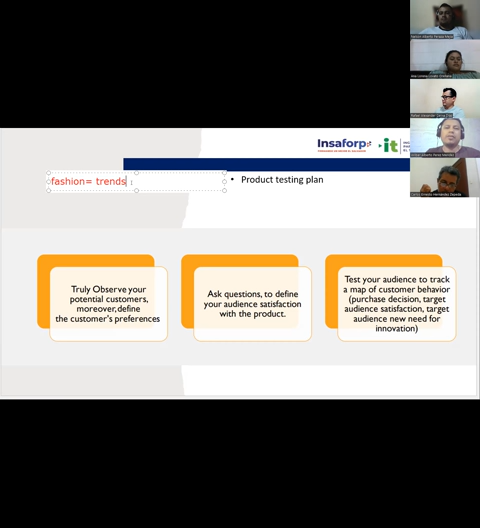 Insaforp
it
fashion= trends
• Product testing plan
Truly Observe your
potential customers,
moreover,define
the customer's preferences
Ask questions, to define
your audience satisfaction
with the product.
Test your audience to track
a map of customer behavior
(purchase decision, target
audience satisfaction, target
audience new need for
innovation)